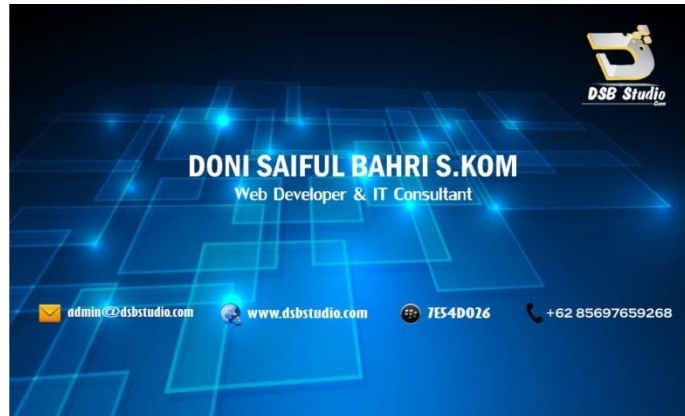 DSB Studio
.Com
DONI SAIFUL BAHRI S.KOM
Web Developer & IT Consultant
admin@dsbstudio.com www.dsbstudio.com 7E54D026 +62 85697659268